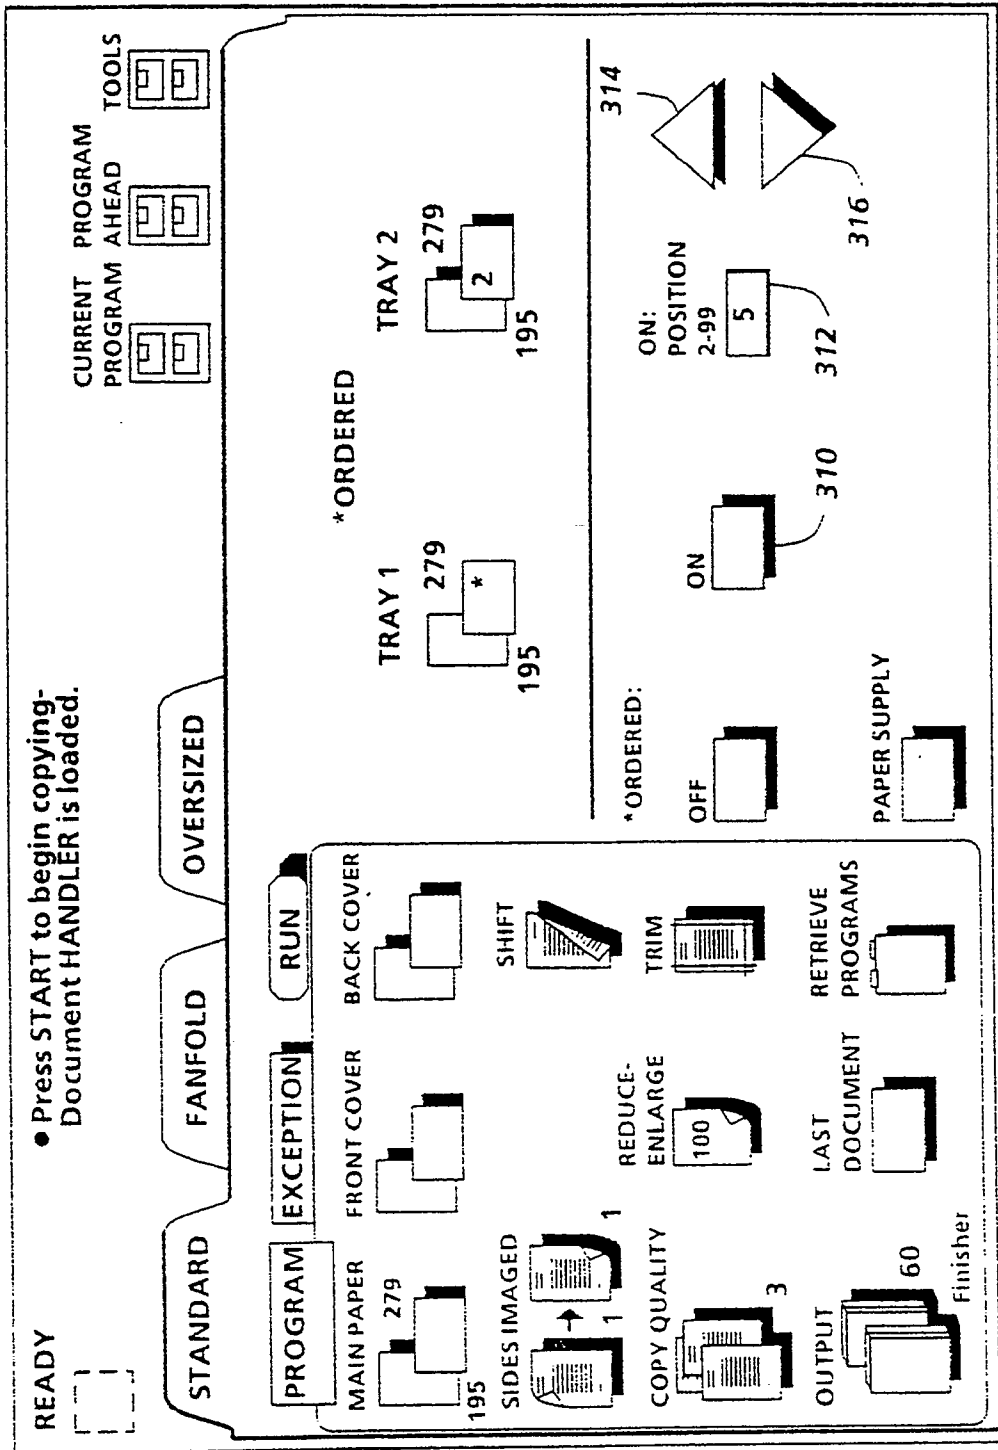 READY
• Press START to begin copying-
Document HANDLER is loaded.
CURRENT
PROGRAM
PROGRAM
AHEAD
TOOLS
STANDARD
FANFOLD
OVERSIZED
PROGRAM
EXCEPTION
RUN
MAIN PAPER
279
195
FRONT COVER
BACK COVER
SIDES IMAGED
1
1
SHIFT
COPY QUALITY
3
REDUCE-
ENLARGE
100
TRIM
OUTPUT
60
Finisher
LAST
DOCUMENT
RETRIEVE
PROGRAMS
*ORDERED
TRAY 1
279
*
195
TRAY 2
279
2
195
*ORDERED:
OFF
ON
310
ON:
POSITION
2-99
5
312
314
316
PAPER SUPPLY